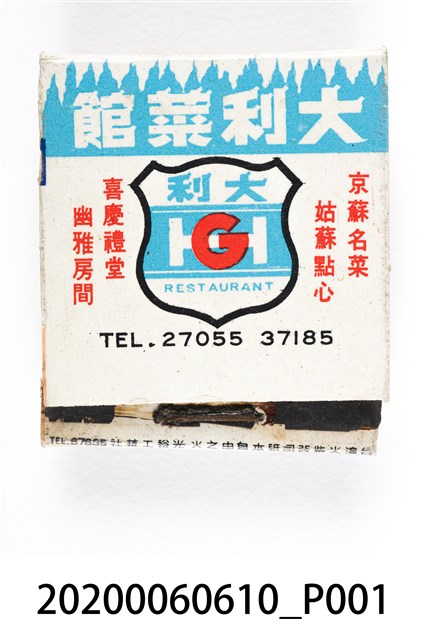 大利菜館
大利
HGH
RESTAURANT
京蘇名菜
姑蘇點心
喜慶禮堂
幽雅房間
TEL. 27055 37185
20200060610_P001